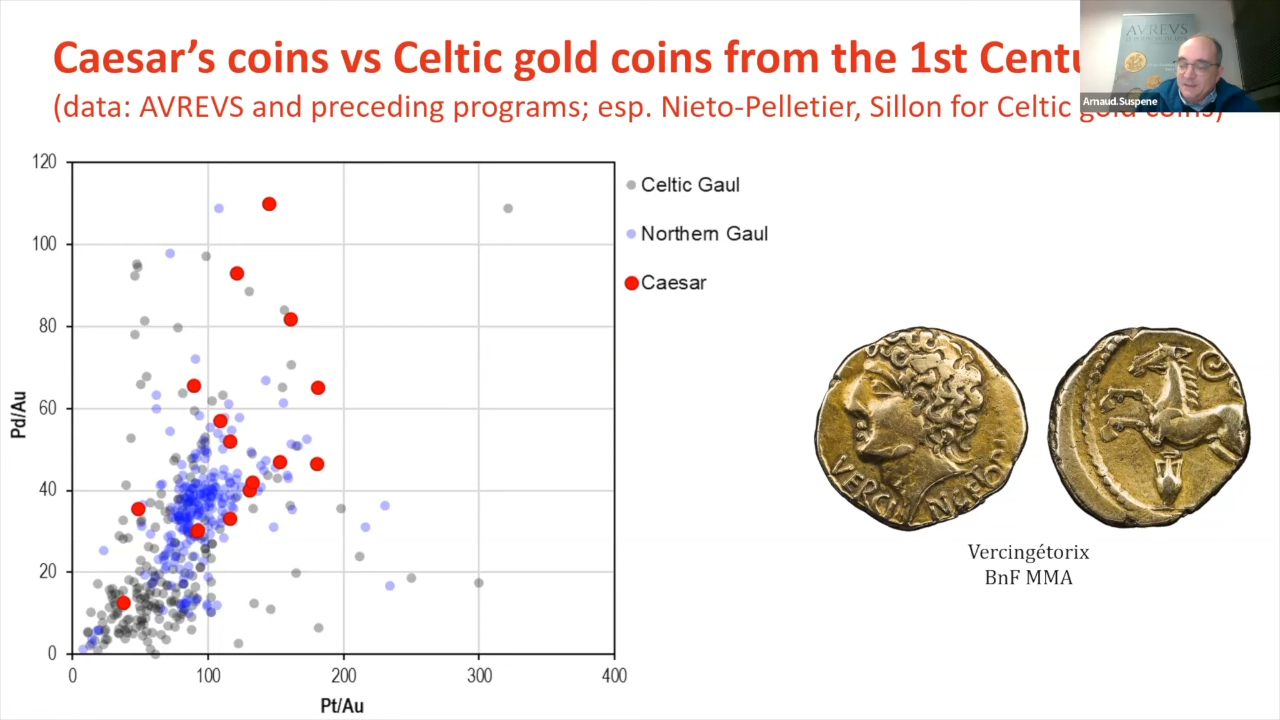 Caesar's coins vs Celtic gold coins from the 1st Centu
(data: AVREVS and preceding programs; esp. Nieto-Pelletier, Sillon for Celtic gold coins)
AVREVS
Arnaud.Suspene
120
100
80
60
40
20
0
Pd/Au
0 100 200 300 400
Pt/Au
Celtic Gaul
Northern Gaul
Caesar
Vercingétorix
BnF MMA